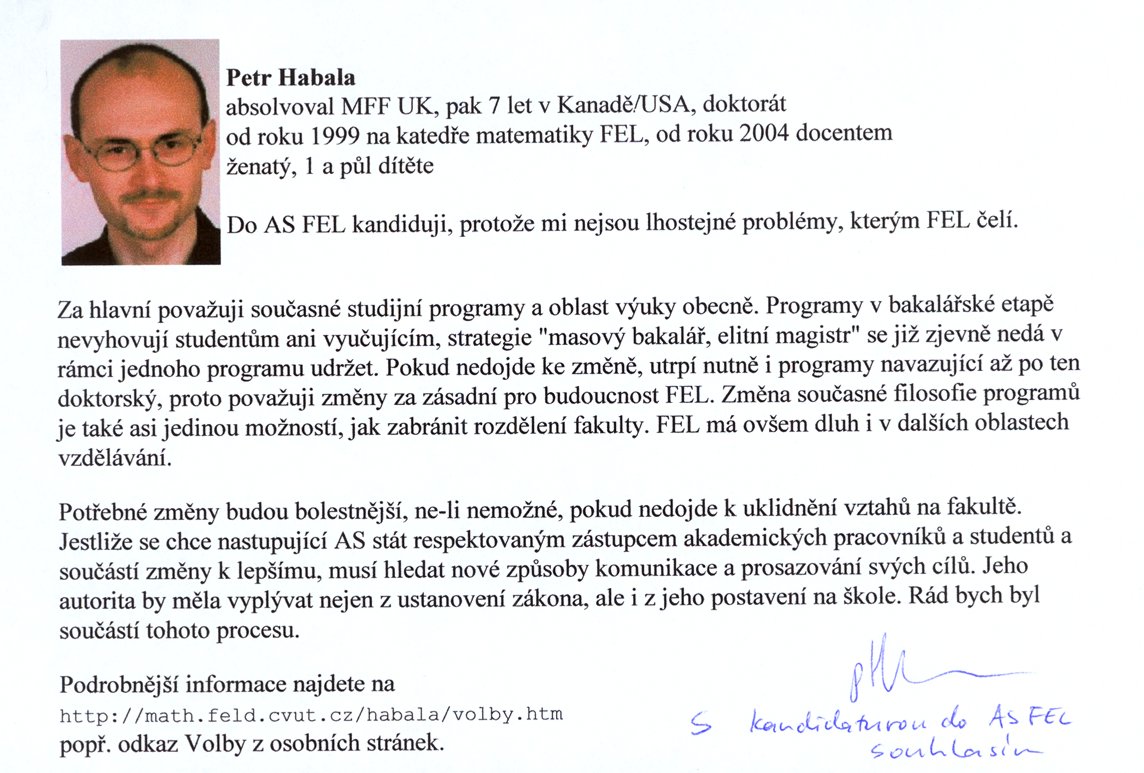 Petr Habala
absolvoval MFF UK, pak 7 let v Kanadě/USA, doktorát
od roku 1999 na katedře matematiky FEL, od roku 2004 docentem
ženatý, 1 a půl dítěte
Do AS FEL kandiduji, protože mi nejsou lhostejné problémy, kterým FEL čelí.
Za hlavní považuji současné studijní programy a oblast výuky obecně. Programy v bakalářské etapě
nevyhovují studentům ani vyučujícím, strategie "masový bakalář, elitní magistr" se již zjevně nedá v
rámci jednoho programu udržet. Pokud nedojde ke změně, utrpí nutně i programy navazující až po ten
doktorský, proto považuji změny za zásadní pro budoucnost FEL. Změna současné filosofie programů
je také asi jedinou možností, jak zabránit rozdělení fakulty. FEL má ovšem dluh i v dalších oblastech
vzdělávání.
Potřebné změny budou bolestnější, ne-li nemožné, pokud nedojde k uklidnění vztahů na fakultě.
Jestliže se chce nastupující AS stát respektovaným zástupcem akademických pracovníků a studentů a
součástí změny k lepšímu, musí hledat nové způsoby komunikace a prosazování svých cílů. Jeho
autorita by měla vyplývat nejen z ustanovení zákona, ale i z jeho postavení na škole. Rád bych byl
součástí tohoto procesu.
Podrobnější informace najdete na
http://math.feld.cvut.cz/habala/volby.htm
popř. odkaz Volby z osobních stránek.
S kandidaturou do AS FEL
souhlasím